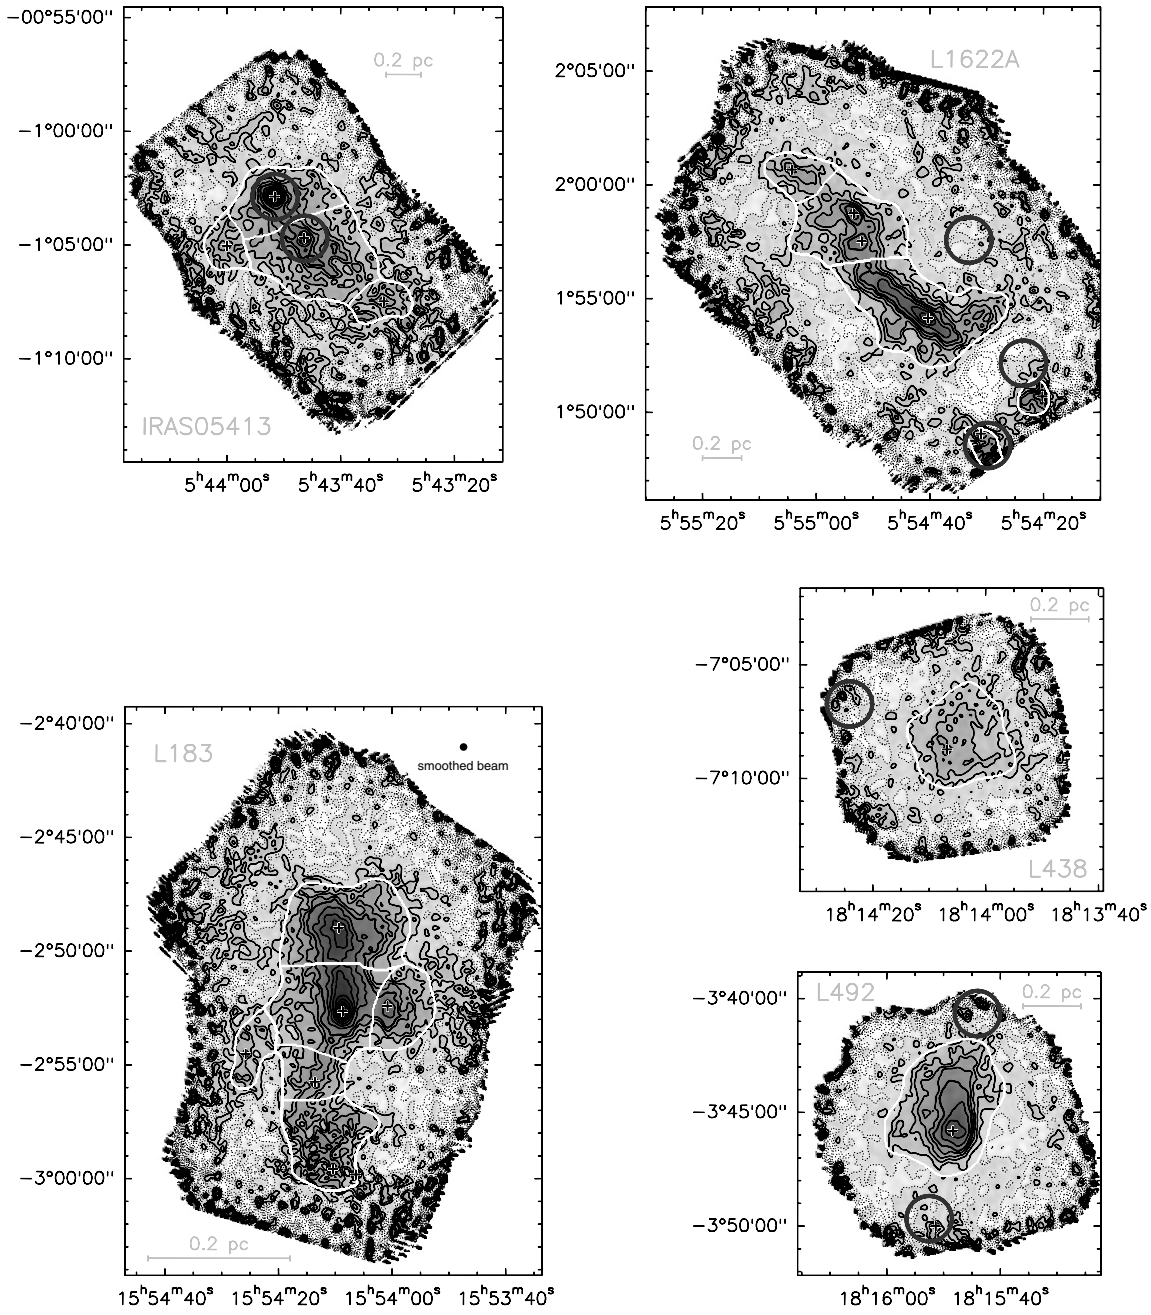 −00°55'00"
−1°00'00"
−1°05'00"
−1°10'00"
0.2 pc
IRAS05413
5ʰ44ᵐ00ˢ 5ʰ43ᵐ40ˢ 5ʰ43ᵐ20ˢ
2°05'00"
2°00'00"
1°55'00"
1°50'00"
L1622A
0.2 pc
5ʰ55ᵐ20ˢ 5ʰ55ᵐ00ˢ 5ʰ54ᵐ40ˢ 5ʰ54ᵐ20ˢ
−2°40'00"
−2°45'00"
−2°50'00"
−2°55'00"
−3°00'00"
L183
smoothed beam
0.2 pc
15ʰ54ᵐ40ˢ 15ʰ54ᵐ20ˢ 15ʰ54ᵐ00ˢ 15ʰ53ᵐ40ˢ
0.2 pc
−7°05'00"
−7°10'00"
L438
18ʰ14ᵐ20ˢ 18ʰ14ᵐ00ˢ 18ʰ13ᵐ40ˢ
L492
0.2 pc
−3°40'00"
−3°45'00"
−3°50'00"
18ʰ16ᵐ00ˢ 18ʰ15ᵐ40ˢ